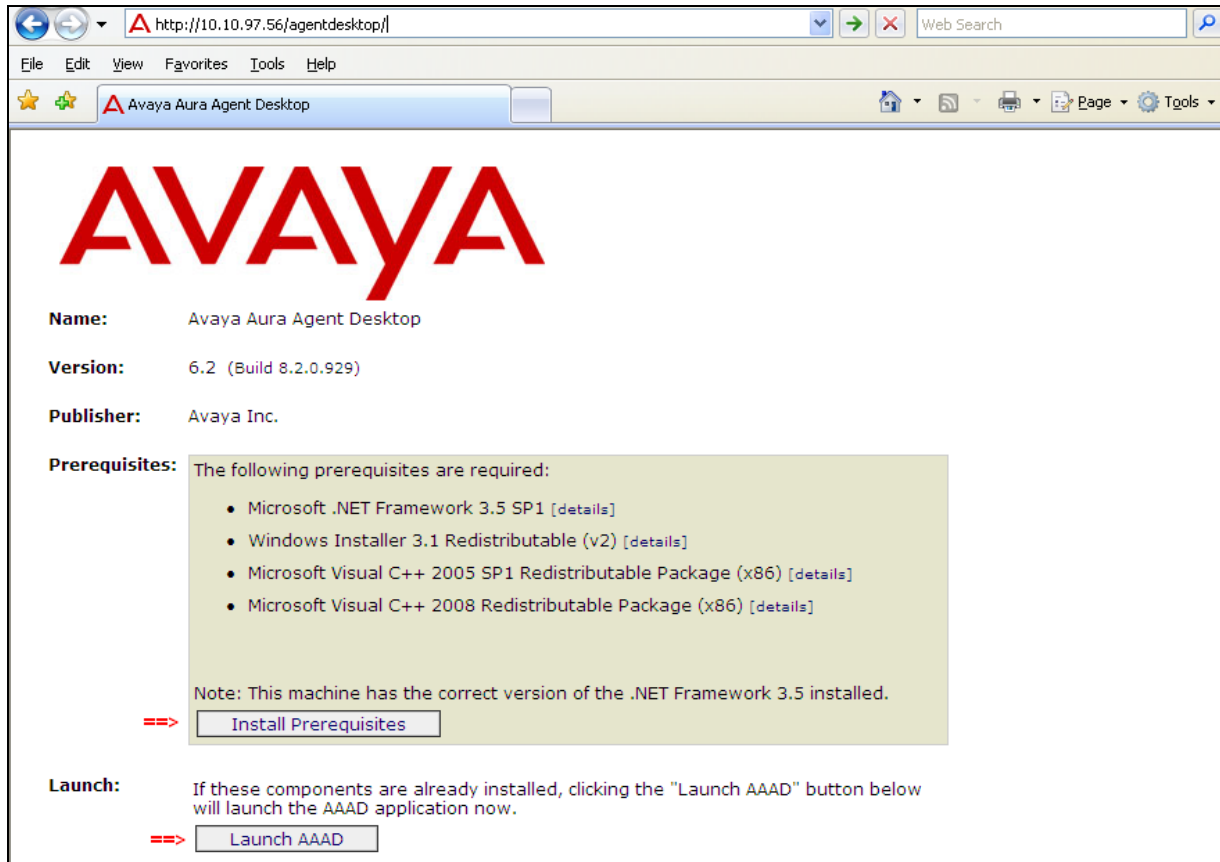 http://10.10.97.56/agentdesktop/
Web Search
File Edit View Favorites Tools Help
Avaya Aura Agent Desktop
Page Tools
AVAYA
Name: Avaya Aura Agent Desktop
Version: 6.2 (Build 8.2.0.929)
Publisher: Avaya Inc.
Prerequisites: The following prerequisites are required:
• Microsoft .NET Framework 3.5 SP1 [details]
• Windows Installer 3.1 Redistributable (v2) [details]
• Microsoft Visual C++ 2005 SP1 Redistributable Package (x86) [details]
• Microsoft Visual C++ 2008 Redistributable Package (x86) [details]
Note: This machine has the correct version of the .NET Framework 3.5 installed.
==> Install Prerequisites
Launch: If these components are already installed, clicking the "Launch AAAD" button below
will launch the AAAD application now.
==> Launch AAAD